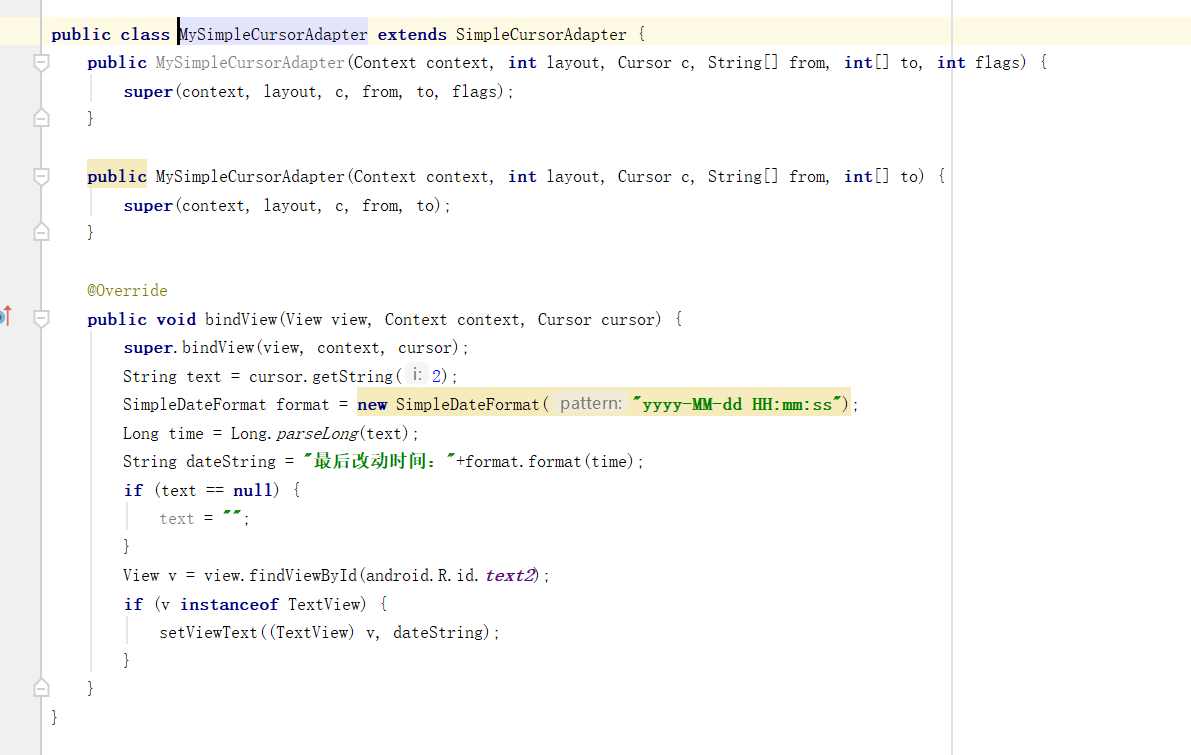 public class MySimpleCursorAdapter extends SimpleCursorAdapter {
public MySimpleCursorAdapter(Context context, int layout, Cursor c, String[] from, int[] to, int flags) {
super(context, layout, c, from, to, flags);
}
public MySimpleCursorAdapter(Context context, int layout, Cursor c, String[] from, int[] to) {
super(context, layout, c, from, to);
}
@Override
public void bindView(View view, Context context, Cursor cursor) {
super.bindView(view, context, cursor);
String text = cursor.getString( i: 2);
SimpleDateFormat format = new SimpleDateFormat( pattern: "yyyy-MM-dd HH:mm:ss");
Long time = Long.parseLong(text);
String dateString = "最后改动时间："+format.format(time);
if (text == null) {
text = "";
}
View v = view.findViewById(android.R.id.text2);
if (v instanceof TextView) {
setViewText((TextView) v, dateString);
}
}
}